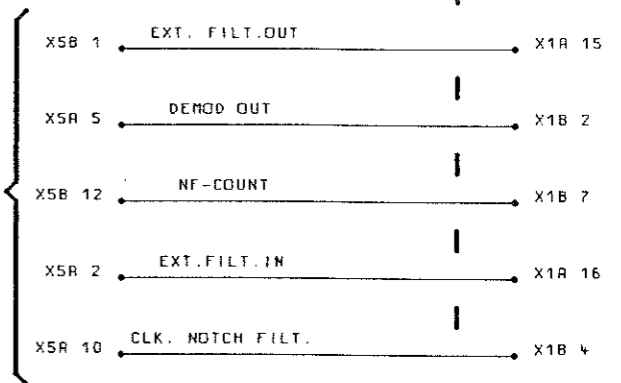 X5B 1 EXT. FILT.OUT X1A 15
X5A 5 DEMOD OUT X1B 2
X5B 12 NF-COUNT X1B 7
X5A 2 EXT.FILT.IN X1A 16
X5A 10 CLK. NOTCH FILT. X1B 4